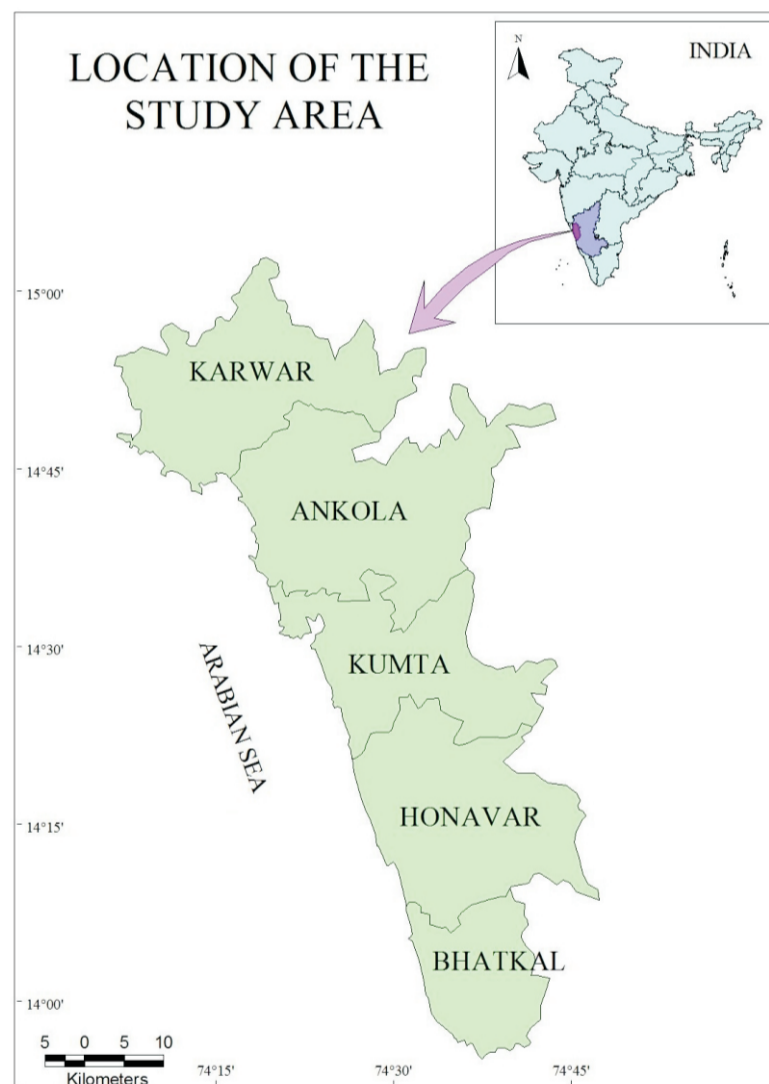 LOCATION OF THE
STUDY AREA
N
INDIA
15°00'
KARWAR
14°45'
ANKOLA
14°30'
KUMTA
ARABIAN SEA
14°15'
HONAVAR
BHATKAL
14°00'
5 0 5 10
Kilometers
74°15' 74°30' 74°45'